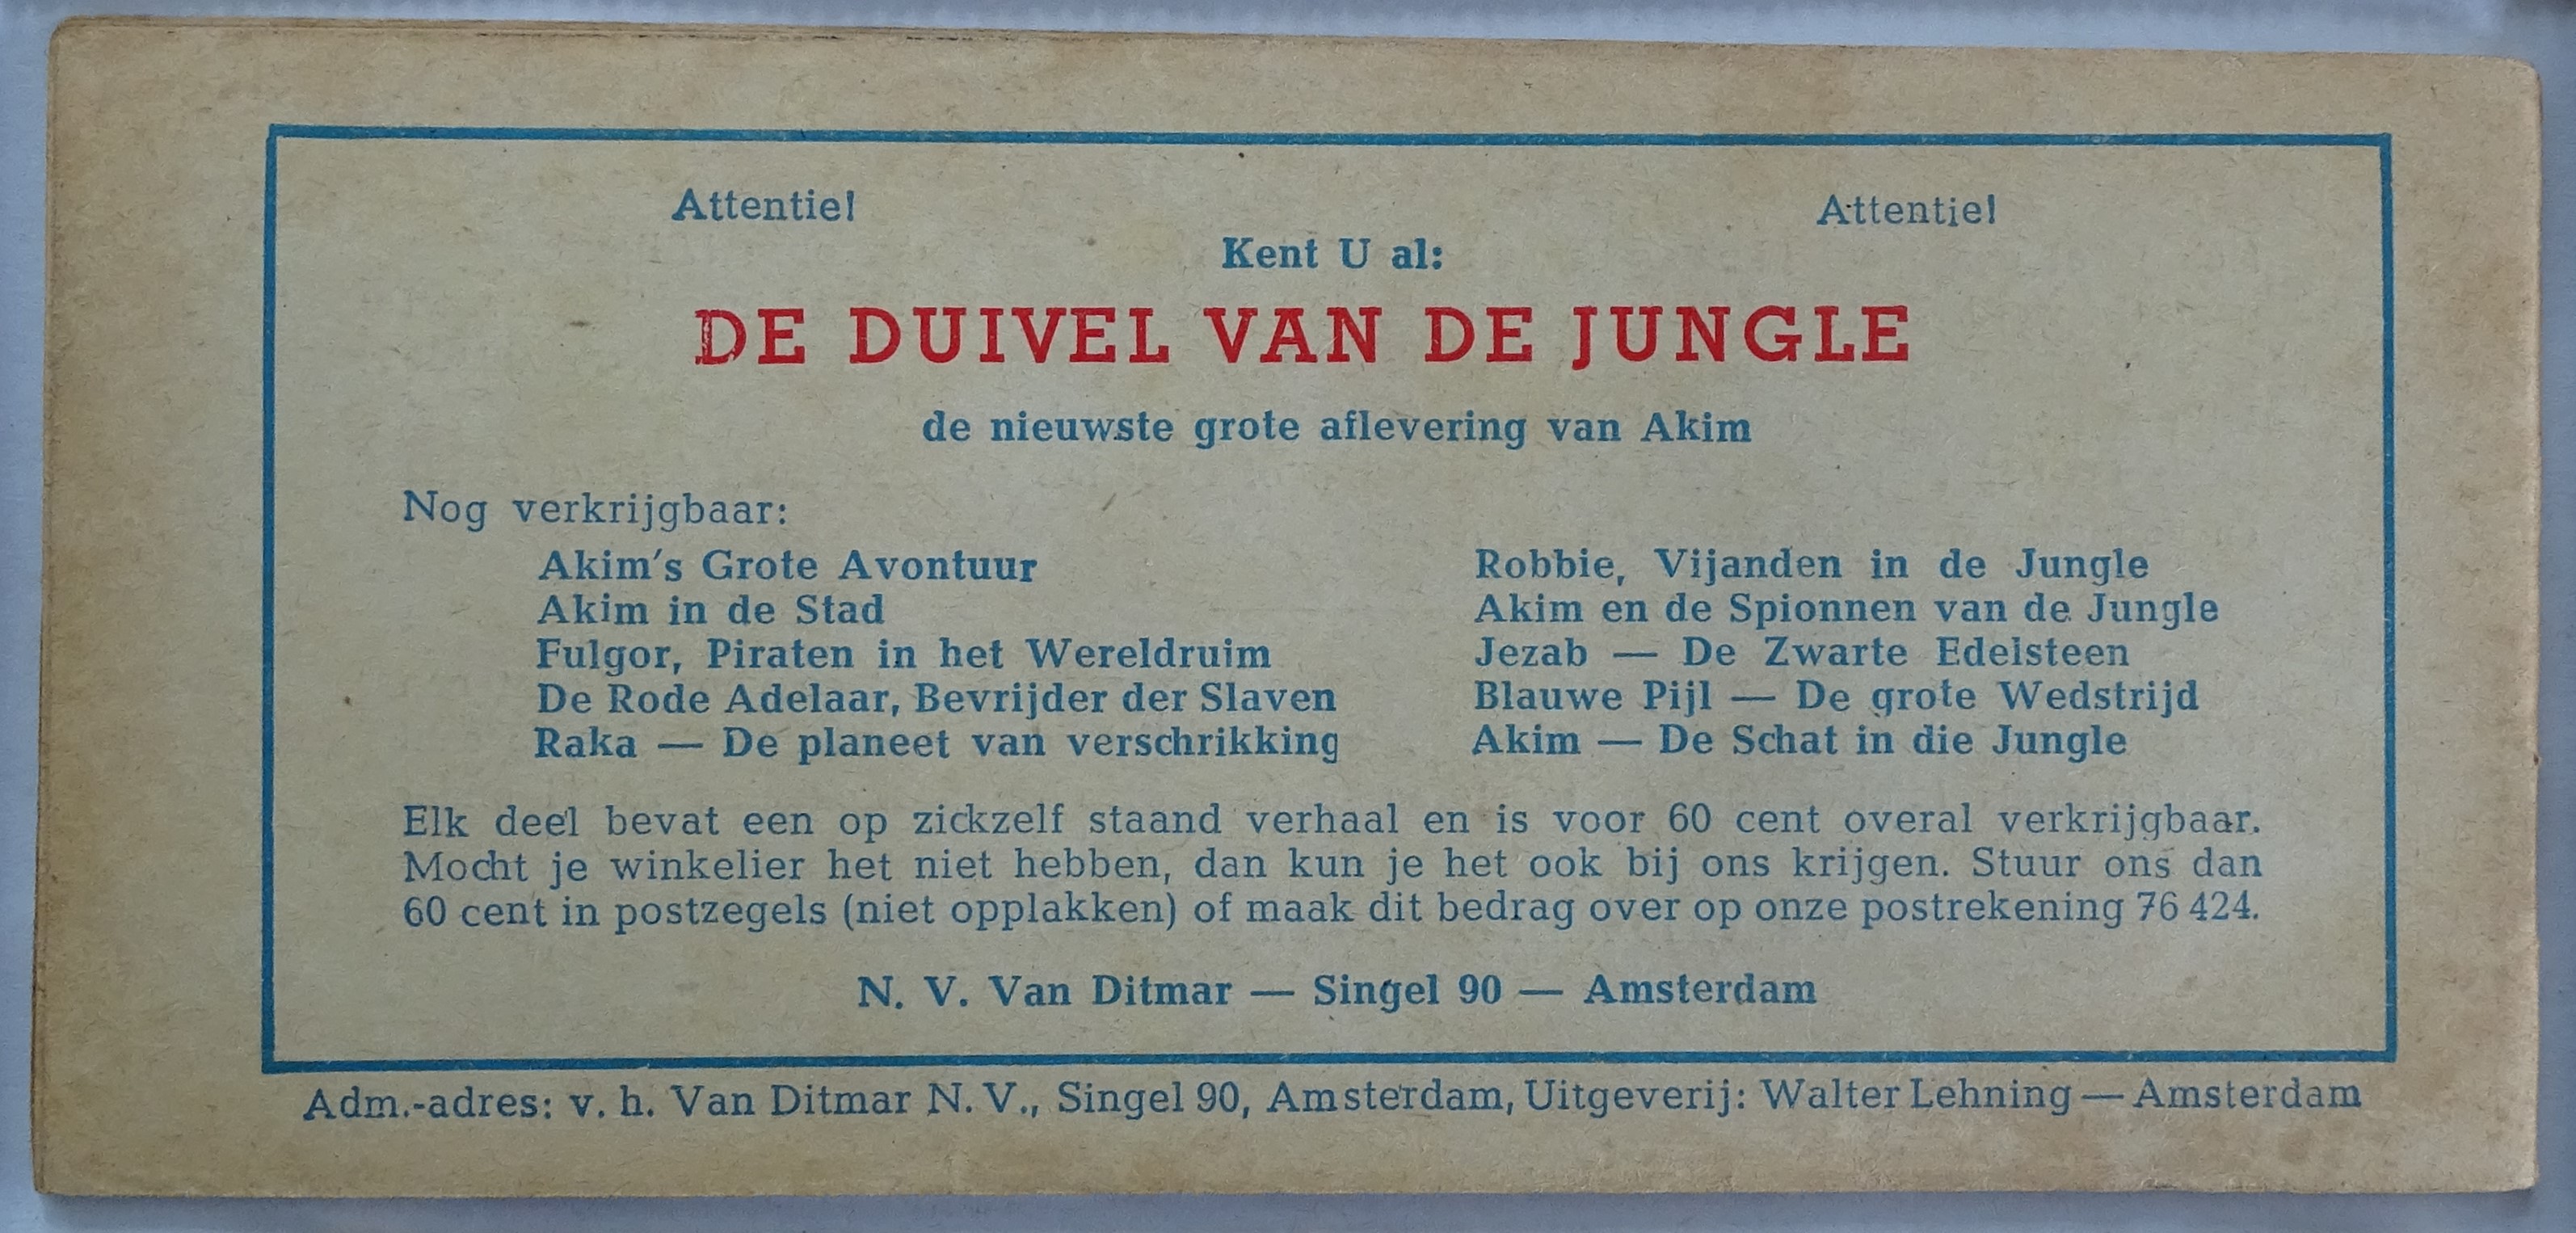 Attentie! Attentie!
Kent U al:
DE DUIVEL VAN DE JUNGLE
de nieuwste grote aflevering van Akim
Nog verkrijgbaar:
Akim's Grote Avontuur
Akim in de Stad
Fulgor, Piraten in het Wereldruim
De Rode Adelaar, Bevrijder der Slaven
Raka — De planeet van verschrikking
Robbie, Vijanden in de Jungle
Akim en de Spionnen van de Jungle
Jezab — De Zwarte Edelsteen
Blauwe Pijl — De grote Wedstrijd
Akim — De Schat in die Jungle
Elk deel bevat een op zickzelf staand verhaal en is voor 60 cent overal verkrijgbaar.
Mocht je winkelier het niet hebben, dan kun je het ook bij ons krijgen. Stuur ons dan
60 cent in postzegels (niet opplakken) of maak dit bedrag over op onze postrekening 76 424.
N. V. Van Ditmar — Singel 90 — Amsterdam
Adm.-adres: v. h. Van Ditmar N. V., Singel 90, Amsterdam, Uitgeverij: Walter Lehning — Amsterdam